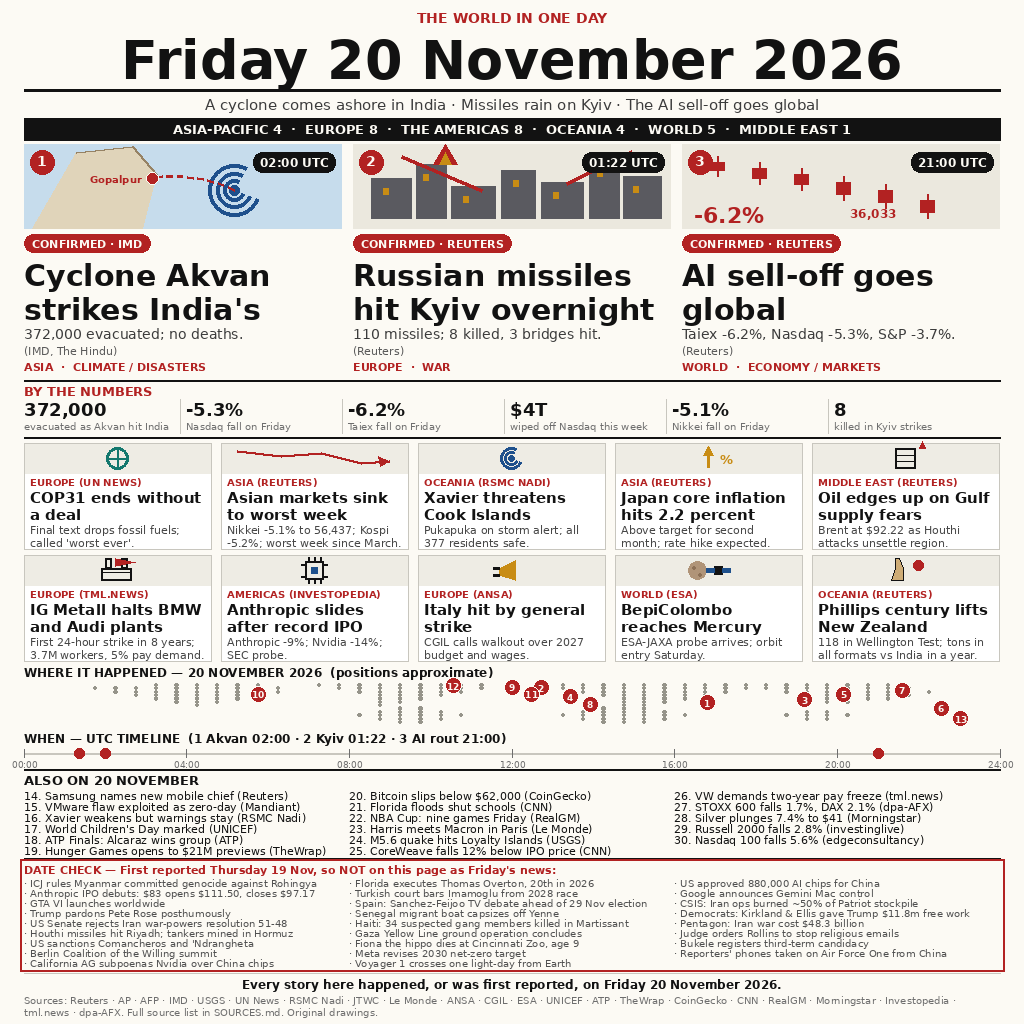 THE WORLD IN ONE DAY
Friday 20 November 2026
A cyclone comes ashore in India · Missiles rain on Kyiv · The AI sell-off goes global
ASIA-PACIFIC 4 · EUROPE 8 · THE AMERICAS 8 · OCEANIA 4 · WORLD 5 · MIDDLE EAST 1
1
02:00 UTC
Gopalpur
CONFIRMED · IMD
Cyclone Akvan
strikes India's
372,000 evacuated; no deaths.
(IMD, The Hindu)
ASIA · CLIMATE / DISASTERS
2
01:22 UTC
CONFIRMED · REUTERS
Russian missiles
hit Kyiv overnight
110 missiles; 8 killed, 3 bridges hit.
(Reuters)
EUROPE · WAR
3
21:00 UTC
-6.2%
36,033
CONFIRMED · REUTERS
AI sell-off goes
global
Taiex -6.2%, Nasdaq -5.3%, S&P -3.7%.
(Reuters)
WORLD · ECONOMY / MARKETS
BY THE NUMBERS
372,000
evacuated as Akvan hit India
-5.3%
Nasdaq fall on Friday
-6.2%
Taiex fall on Friday
$4T
wiped off Nasdaq this week
-5.1%
Nikkei fall on Friday
8
killed in Kyiv strikes
EUROPE (UN NEWS)
COP31 ends without
a deal
Final text drops fossil fuels;
called 'worst ever'.
ASIA (REUTERS)
Asian markets sink
to worst week
Nikkei -5.1% to 56,437; Kospi
-5.2%; worst week since March.
OCEANIA (RSMC NADI)
Xavier threatens
Cook Islands
Pukapuka on storm alert; all
377 residents safe.
%
ASIA (REUTERS)
Japan core inflation
hits 2.2 percent
Above target for second
month; rate hike expected.
MIDDLE EAST (REUTERS)
Oil edges up on Gulf
supply fears
Brent at $92.22 as Houthi
attacks unsettle region.
EUROPE (TML.NEWS)
IG Metall halts BMW
and Audi plants
First 24-hour strike in 8 years;
3.7M workers, 5% pay demand.
AMERICAS (INVESTOPEDIA)
Anthropic slides
after record IPO
Anthropic -9%; Nvidia -14%;
SEC probe.
EUROPE (ANSA)
Italy hit by general
strike
CGIL calls walkout over 2027
budget and wages.
WORLD (ESA)
BepiColombo
reaches Mercury
ESA-JAXA probe arrives; orbit
entry Saturday.
OCEANIA (REUTERS)
Phillips century lifts
New Zealand
118 in Wellington Test; tons in
all formats vs India in a year.
WHERE IT HAPPENED — 20 NOVEMBER 2026 (positions approximate)
10
12
9
11
2
4
8
1
3
5
7
6
13
WHEN — UTC TIMELINE (1 Akvan 02:00 · 2 Kyiv 01:22 · 3 AI rout 21:00)
00:00
04:00
08:00
12:00
16:00
20:00
24:00
ALSO ON 20 NOVEMBER
14. Samsung names new mobile chief (Reuters)
15. VMware flaw exploited as zero-day (Mandiant)
16. Xavier weakens but warnings stay (RSMC Nadi)
17. World Children's Day marked (UNICEF)
18. ATP Finals: Alcaraz wins group (ATP)
19. Hunger Games opens to $21M previews (TheWrap)
20. Bitcoin slips below $62,000 (CoinGecko)
21. Florida floods shut schools (CNN)
22. NBA Cup: nine games Friday (RealGM)
23. Harris meets Macron in Paris (Le Monde)
24. M5.6 quake hits Loyalty Islands (USGS)
25. CoreWeave falls 12% below IPO price (CNN)
26. VW demands two-year pay freeze (tml.news)
27. STOXX 600 falls 1.7%, DAX 2.1% (dpa-AFX)
28. Silver plunges 7.4% to $41 (Morningstar)
29. Russell 2000 falls 2.8% (investinglive)
30. Nasdaq 100 falls 5.6% (edgeconsultancy)
DATE CHECK — First reported Thursday 19 Nov, so NOT on this page as Friday's news:
· ICJ rules Myanmar committed genocide against Rohingya
· Anthropic IPO debuts: $83 opens $111.50, closes $97.17
· GTA VI launches worldwide
· Trump pardons Pete Rose posthumously
· US Senate rejects Iran war-powers resolution 51-48
· Houthi missiles hit Riyadh; tankers mined in Hormuz
· US sanctions Comancheros and 'Ndrangheta
· Berlin Coalition of the Willing summit
· California AG subpoenas Nvidia over China chips
· Florida executes Thomas Overton, 20th in 2026
· Turkish court bars Imamoglu from 2028 race
· Spain: Sanchez-Feijoo TV debate ahead of 29 Nov election
· Senegal migrant boat capsizes off Yenne
· Haiti: 34 suspected gang members killed in Martissant
· Gaza Yellow Line ground operation concludes
· Fiona the hippo dies at Cincinnati Zoo, age 9
· Meta revises 2030 net-zero target
· Voyager 1 crosses one light-day from Earth
· US approved 880,000 AI chips for China
· Google announces Gemini Mac control
· CSIS: Iran ops burned ~50% of Patriot stockpile
· Democrats: Kirkland & Ellis gave Trump $11.8m free work
· Pentagon: Iran war cost $48.3 billion
· Judge orders Rollins to stop religious emails
· Bukele registers third-term candidacy
· Reporters' phones taken on Air Force One from China
Every story here happened, or was first reported, on Friday 20 November 2026.
Sources: Reuters · AP · AFP · IMD · USGS · UN News · RSMC Nadi · JTWC · Le Monde · ANSA · CGIL · ESA · UNICEF · ATP · TheWrap · CoinGecko · CNN · RealGM · Morningstar · Investopedia ·
tml.news · dpa-AFX. Full source list in SOURCES.md. Original drawings.